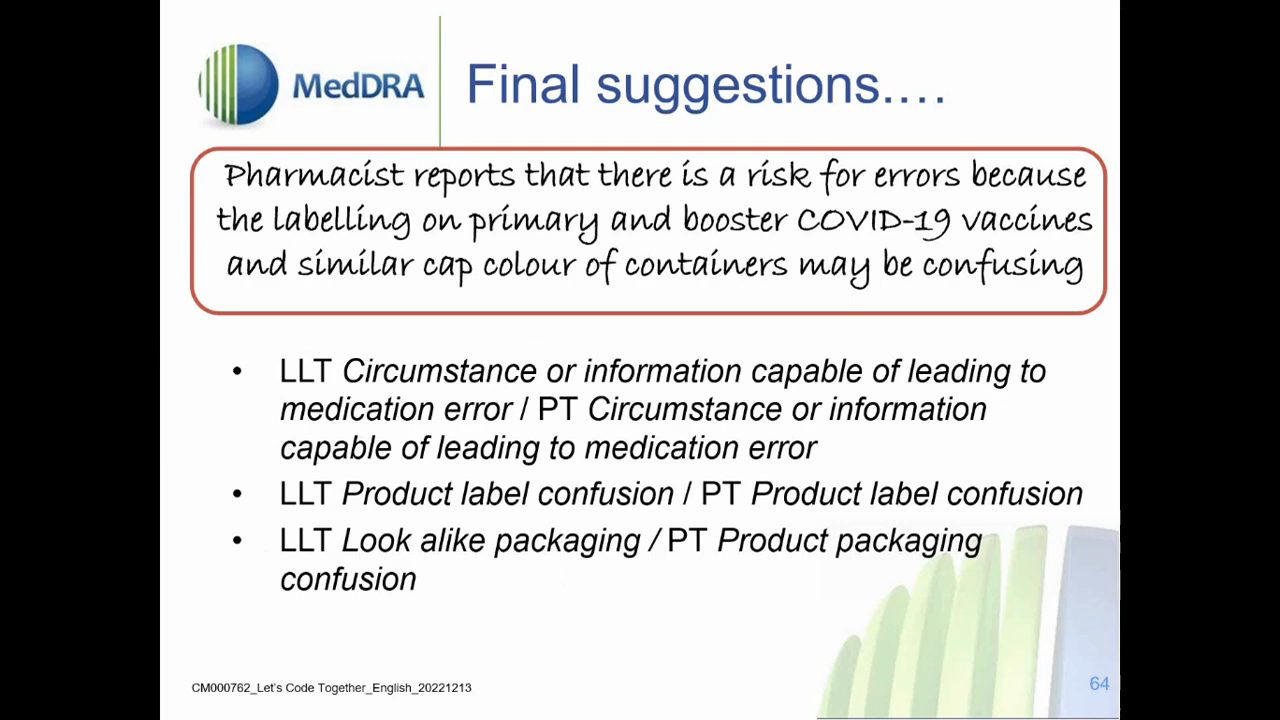 MedDRA
Final suggestions.…
Pharmacist reports that there is a risk for errors because
the labelling on primary and booster COVID-19 vaccines
and similar cap colour of containers may be confusing
• LLT Circumstance or information capable of leading to
medication error / PT Circumstance or information
capable of leading to medication error
• LLT Product label confusion / PT Product label confusion
• LLT Look alike packaging / PT Product packaging
confusion
CM000762_Let's Code Together_English_20221213
64